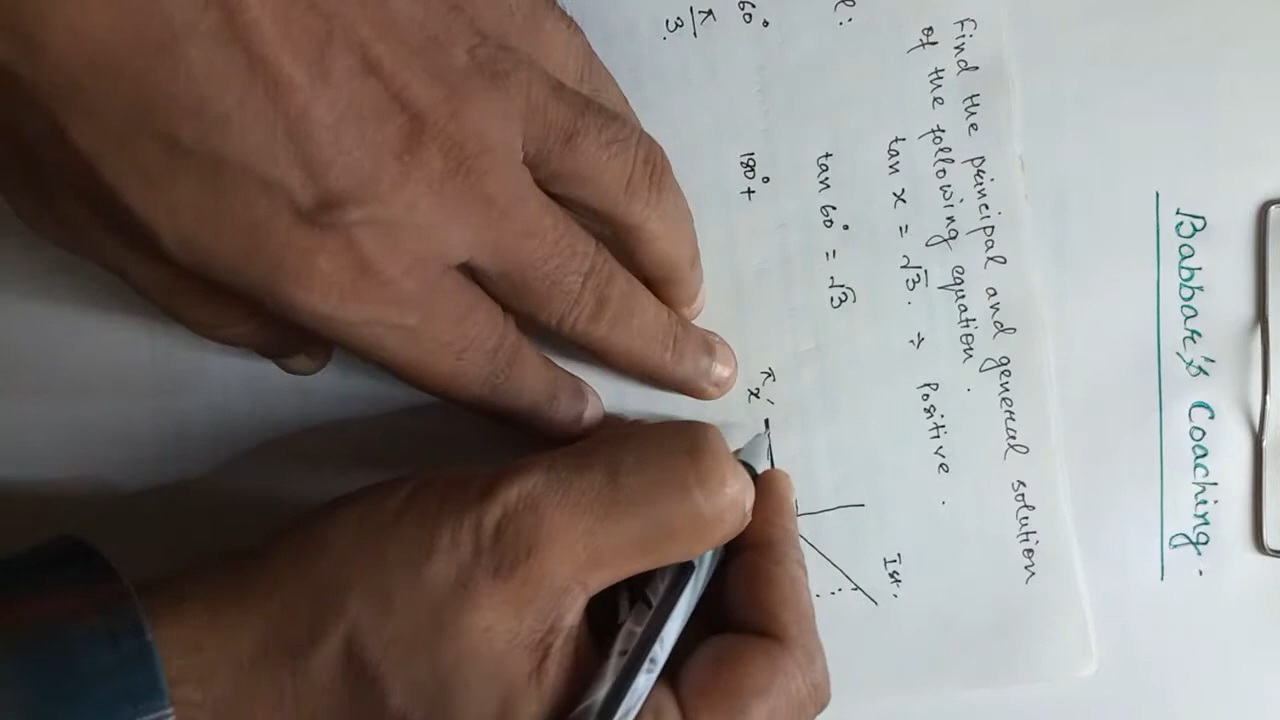 Babbar's Coaching.
Find the principal and general solution
of the following equation.
tan x = √3. ÷ Positive.
l:
tan 60° = √3
Ist.
60°
180° +
π
x'
π/3.